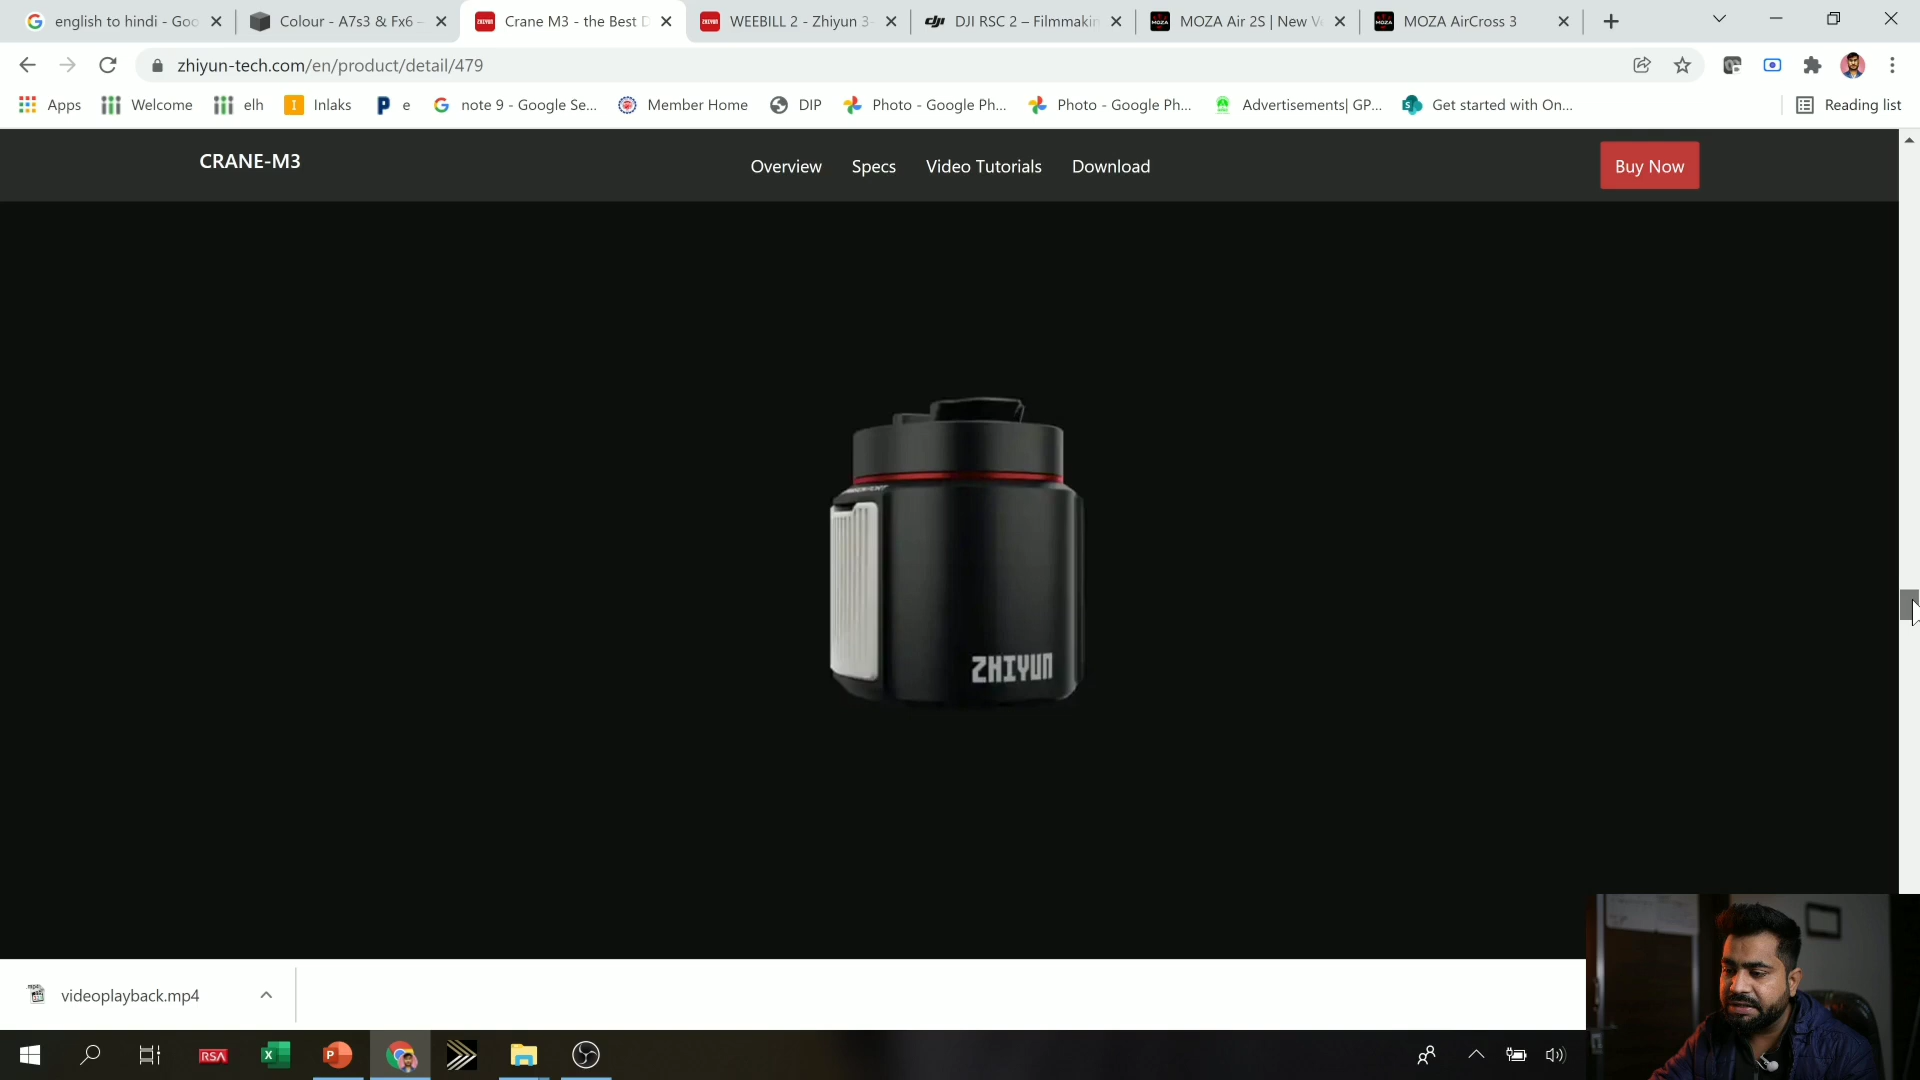 english to hindi - Goo
Colour - A7s3 & Fx6 –
Crane M3 - the Best D
WEEBILL 2 - Zhiyun 3-
DJI RSC 2 – Filmmakin
MOZA Air 2S | New Ve
MOZA AirCross 3
zhiyun-tech.com/en/product/detail/479
Apps
Welcome
elh
Inlaks
e
note 9 - Google Se...
Member Home
DIP
Photo - Google Ph...
Photo - Google Ph...
Advertisements| GP...
Get started with On...
Reading list
CRANE-M3
Overview
Specs
Video Tutorials
Download
Buy Now
ZHIYUN
videoplayback.mp4
RSA